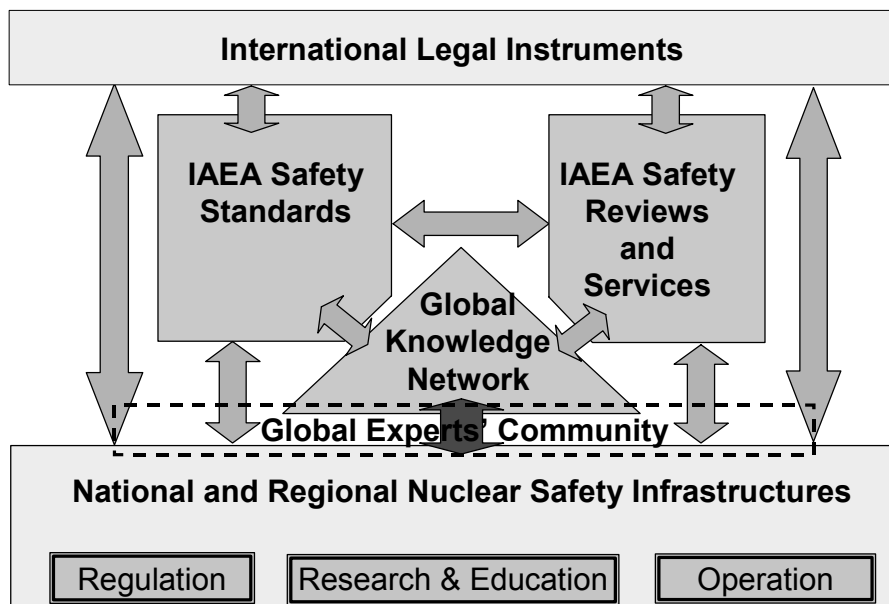 International Legal Instruments
IAEA Safety
Standards
IAEA Safety
Reviews
and
Services
Global
Knowledge
Network
Global Experts’ Community
National and Regional Nuclear Safety Infrastructures
Regulation
Research & Education
Operation